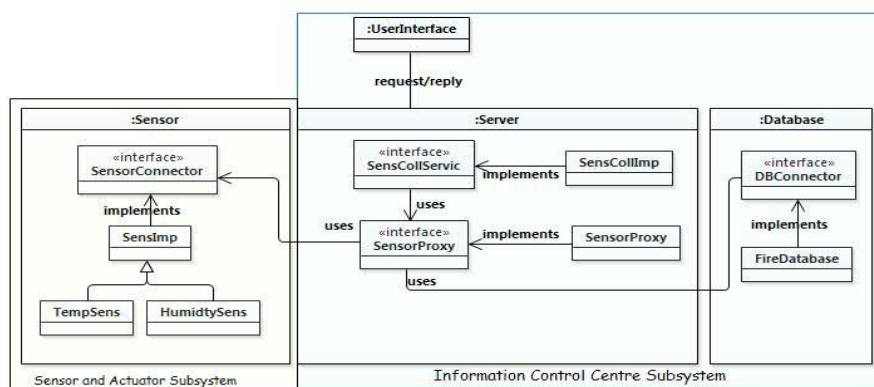 :UserInterface
request/reply
:Sensor
:Server
:Database
«interface»
SensorConnector
«interface»
SensCollServic
SensCollImp
«interface»
DBConnector
implements
implements
uses
implements
SensImp
uses
«interface»
SensorProxy
implements
SensorProxy
FireDatabase
uses
TempSens
HumidtySens
Sensor and Actuator Subsystem
Information Control Centre Subsystem